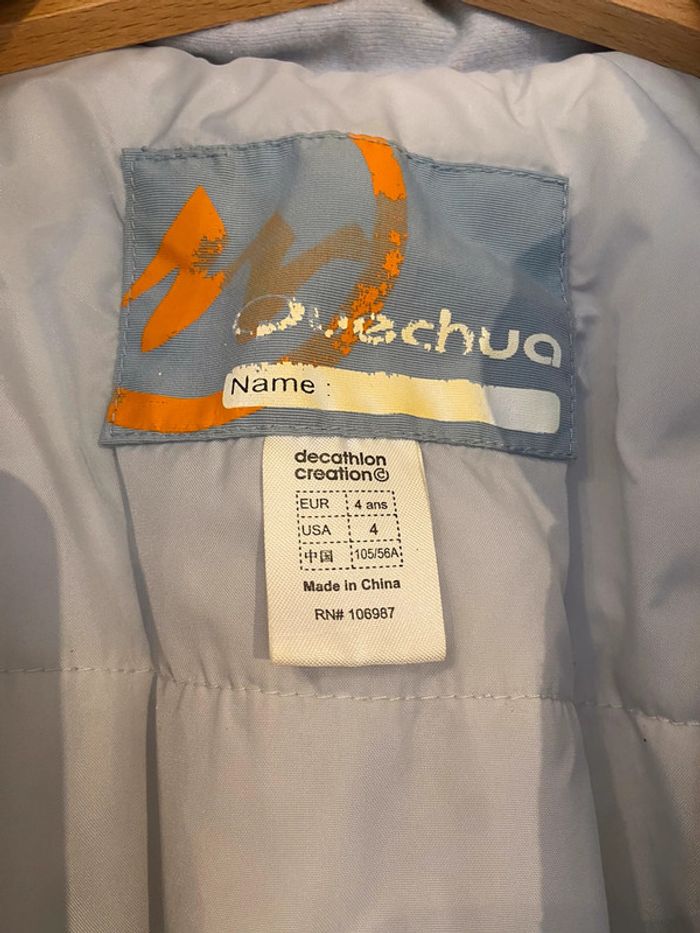 Quechua
Name :
decathlon
creation©
EUR 4 ans
USA 4
中国 105/56A
Made in China
RN# 106987